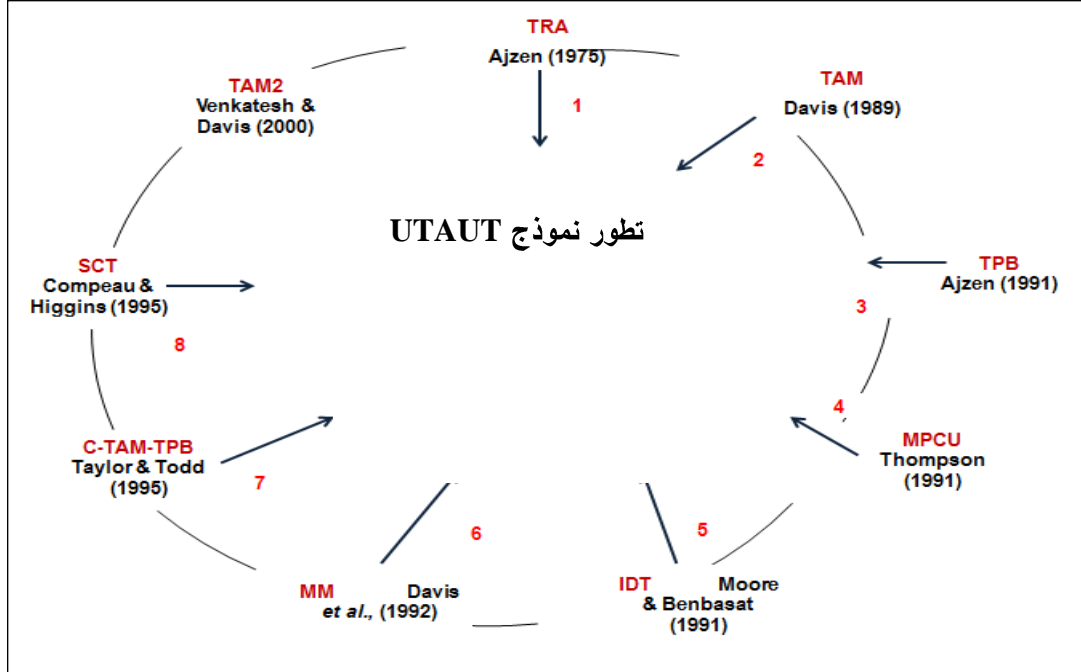 TRA
Ajzen (1975)
1
TAM
Davis (1989)
2
TPB
Ajzen (1991)
3
MPCU
Thompson
(1991)
4
IDT Moore
& Benbasat
(1991)
5
MM Davis
et al., (1992)
6
C-TAM-TPB
Taylor & Todd
(1995)
7
SCT
Compeau &
Higgins (1995)
8
TAM2
Venkatesh &
Davis (2000)
تطور نموذج UTAUT